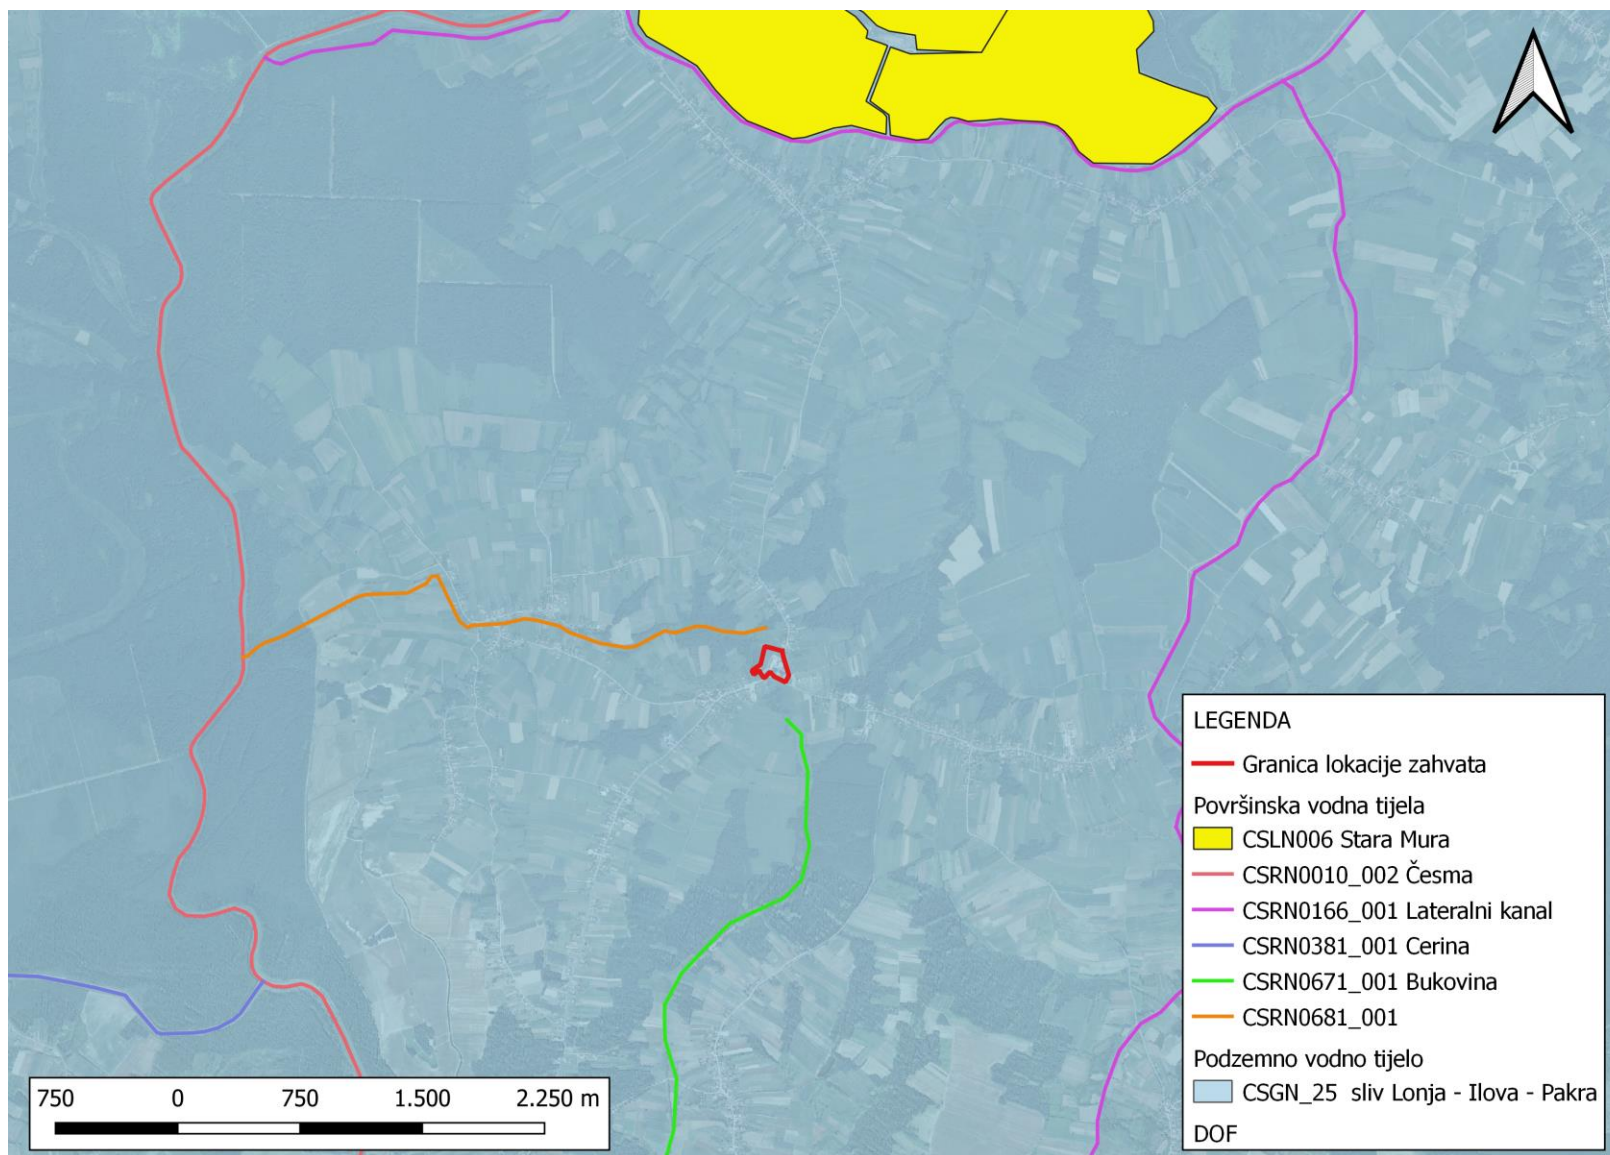 LEGENDA
Granica lokacije zahvata
Površinska vodna tijela
CSLN006 Stara Mura
CSRN0010_002 Česma
CSRN0166_001 Lateralni kanal
CSRN0381_001 Cerina
CSRN0671_001 Bukovina
CSRN0681_001
Podzemno vodno tijelo
CSGN_25 sliv Lonja - Ilova - Pakra
DOF
750 0 750 1.500 2.250 m